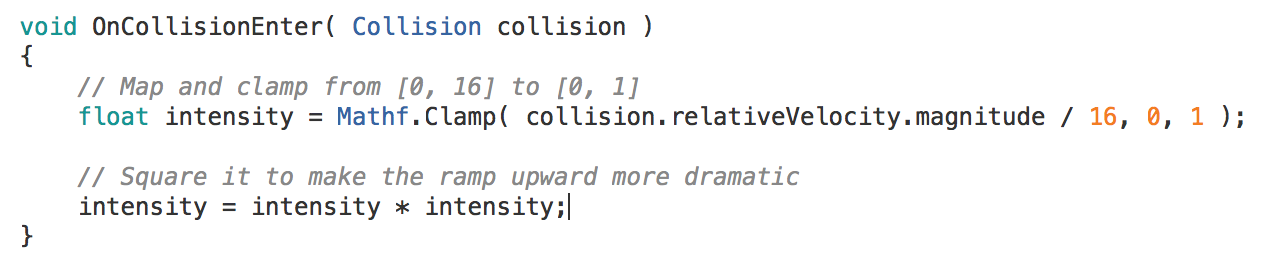 void OnCollisionEnter( Collision collision )
{
    // Map and clamp from [0, 16] to [0, 1]
    float intensity = Mathf.Clamp( collision.relativeVelocity.magnitude / 16, 0, 1 );

    // Square it to make the ramp upward more dramatic
    intensity = intensity * intensity;
}